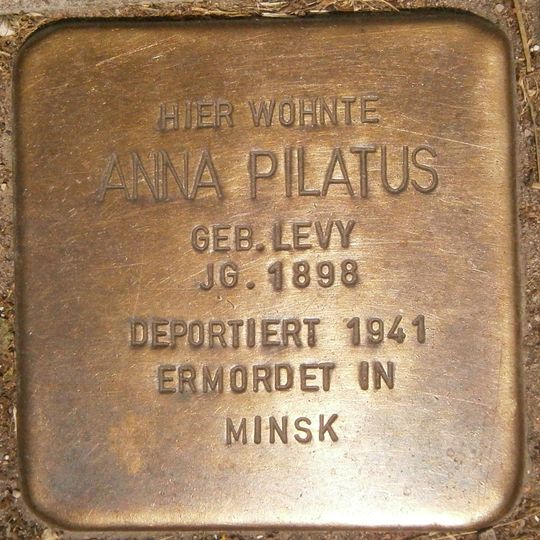 HIER WOHNTE
ANNA PILATUS
GEB. LEVY
JG. 1898
DEPORTIERT 1941
ERMORDET IN
MINSK